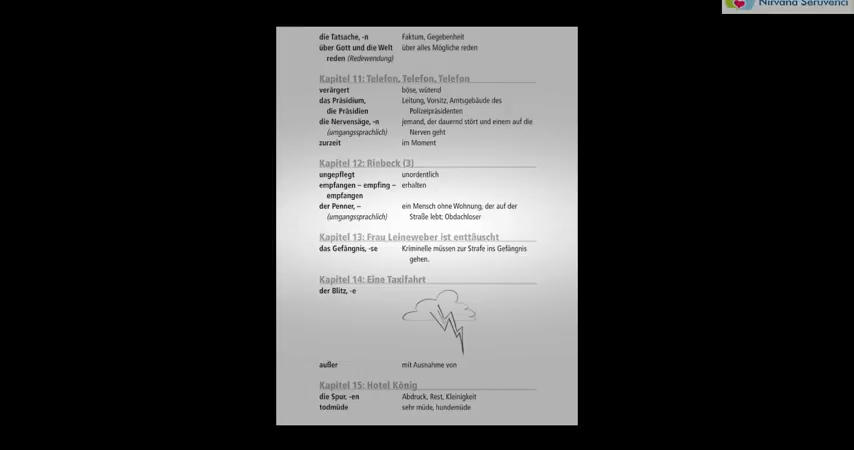 Nirvana Serüvenci
die Tatsache, -n Faktum, Gegebenheit
über Gott und die Welt über alles Mögliche reden
reden (Redewendung)
Kapitel 11: Telefon, Telefon, Telefon
verärgert böse, wütend
das Präsidium, Leitung, Vorsitz, Amtsgebäude des
die Präsidien Polizeipräsidenten
die Nervensäge, -n jemand, der dauernd stört und einem auf die
(umgangssprachlich) Nerven geht
zurzeit im Moment
Kapitel 12: Riebeck (3)
ungepflegt unordentlich
empfangen – empfing – erhalten
empfangen
der Penner, – ein Mensch ohne Wohnung, der auf der
(umgangssprachlich) Straße lebt; Obdachloser
Kapitel 13: Frau Leineweber ist enttäuscht
das Gefängnis, -se Kriminelle müssen zur Strafe ins Gefängnis
gehen.
Kapitel 14: Eine Taxifahrt
der Blitz, -e
außer mit Ausnahme von
Kapitel 15: Hotel König
die Spur, -en Abdruck, Rest, Kleinigkeit
todmüde sehr müde, hundemüde